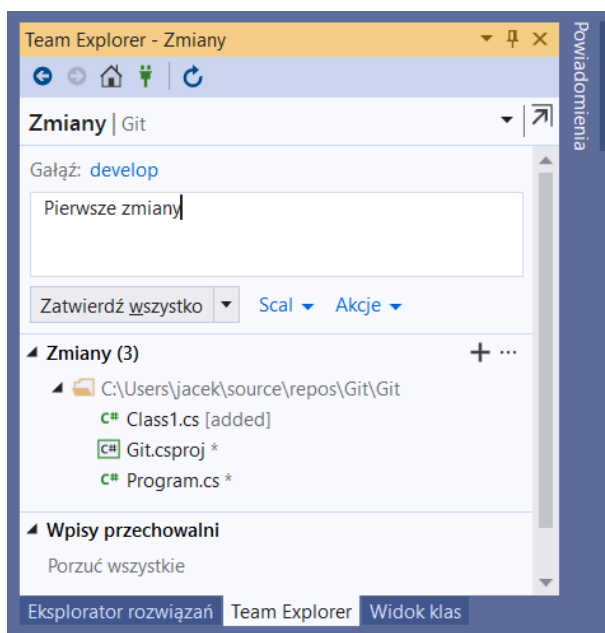 Team Explorer - Zmiany
Powiadomienia
Zmiany | Git
Gałąź: develop
Pierwsze zmiany
Zatwierdź wszystko Scal Akcje
Zmiany (3)
C:\Users\jacek\source\repos\Git\Git
C# Class1.cs [added]
C# Git.csproj *
C# Program.cs *
Wpisy przechowalni
Porzuć wszystkie
Eksplorator rozwiązań Team Explorer Widok klas